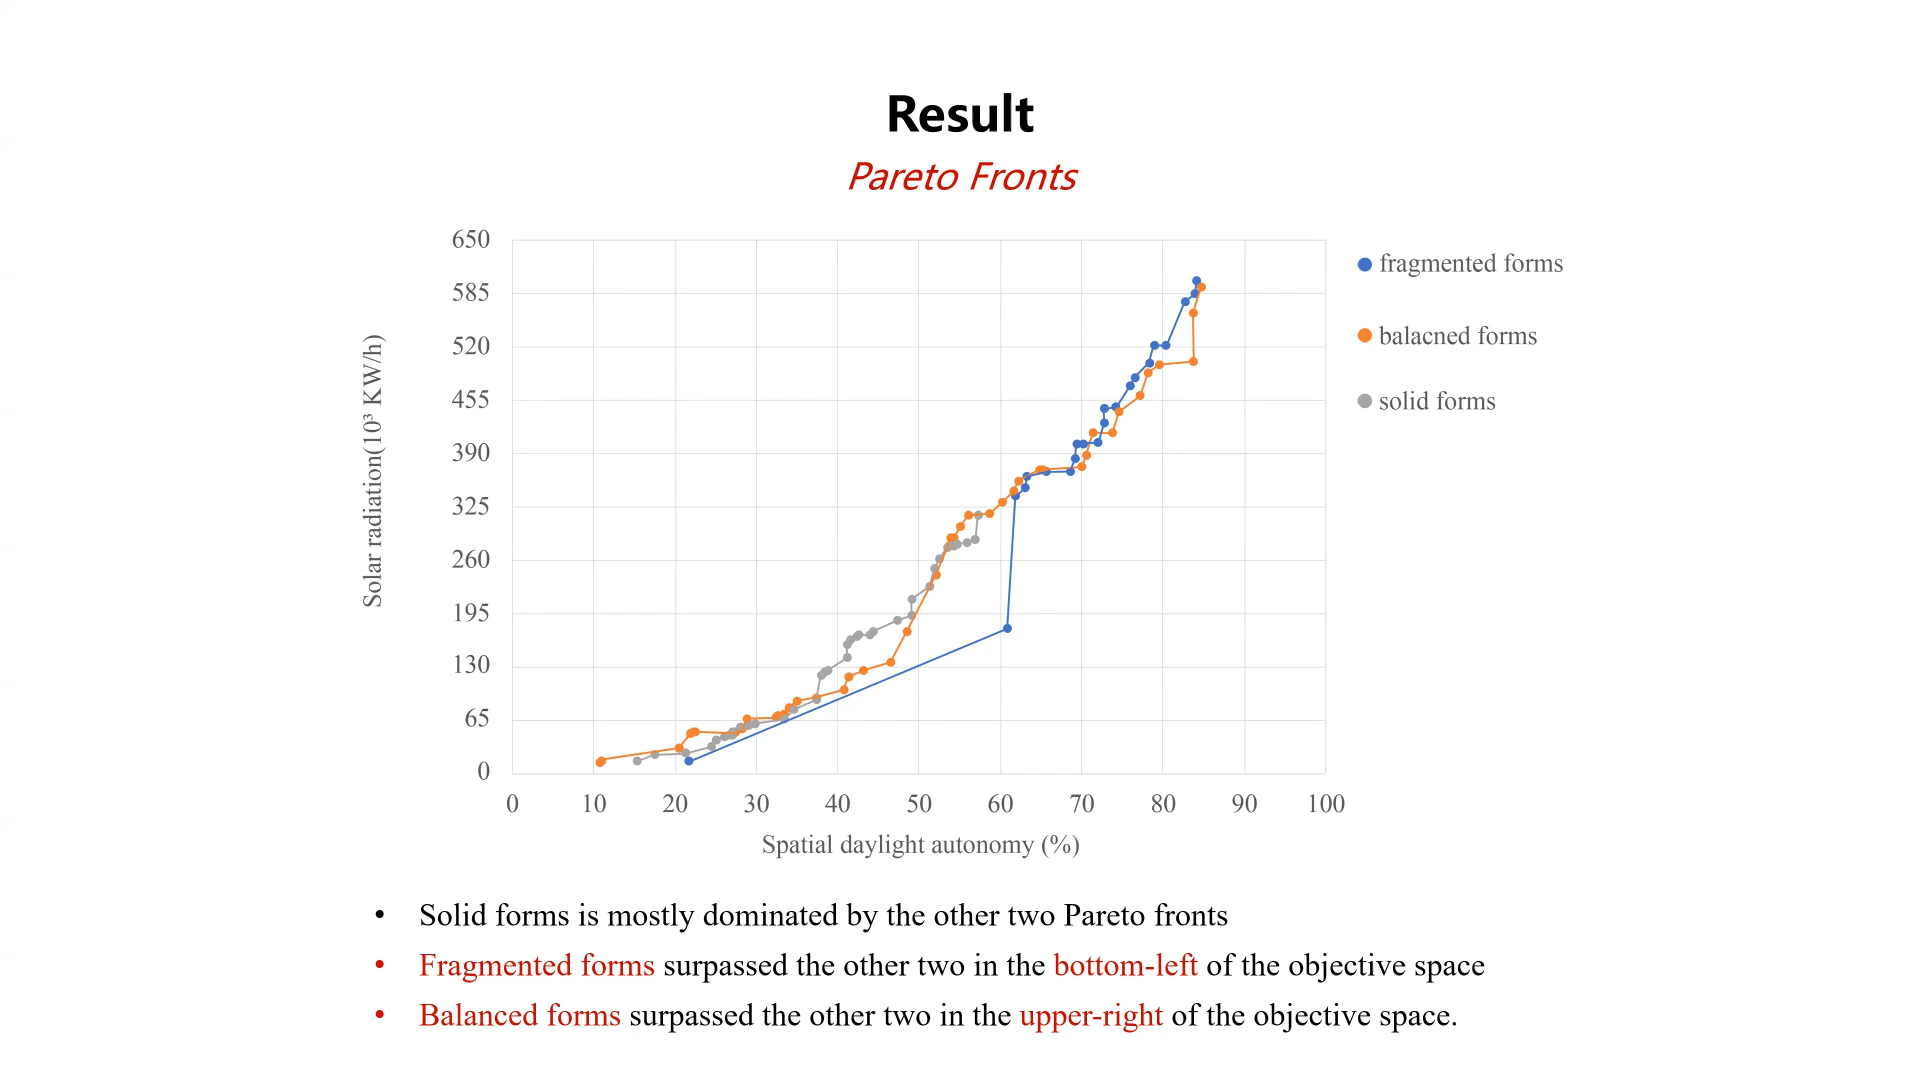 Result
Pareto Fronts
650
585
520
455
390
325
260
195
130
65
0
Solar radiation(10³ KW/h)
0 10 20 30 40 50 60 70 80 90 100
Spatial daylight autonomy (%)
fragmented forms
balacned forms
solid forms
• Solid forms is mostly dominated by the other two Pareto fronts
• Fragmented forms surpassed the other two in the bottom-left of the objective space
• Balanced forms surpassed the other two in the upper-right of the objective space.